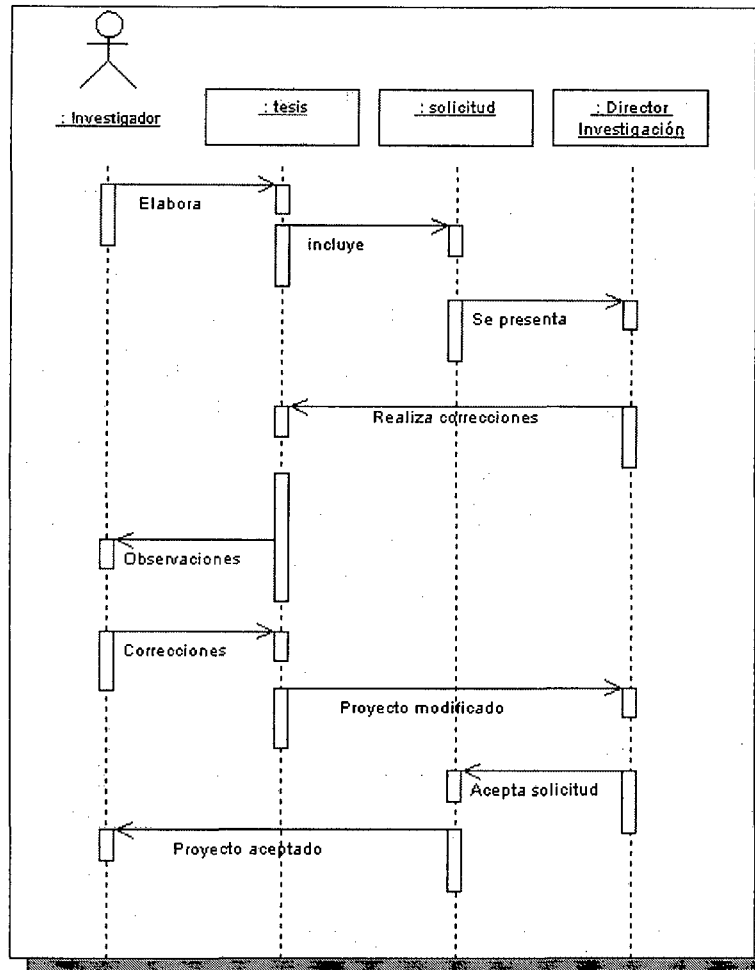 : Investigador
: tesis
: solicitud
: Director
Investigación
Elabora
incluye
Se presenta
Realiza correcciones
Observaciones
Correcciones
Proyecto modificado
Acepta solicitud
Proyecto aceptado